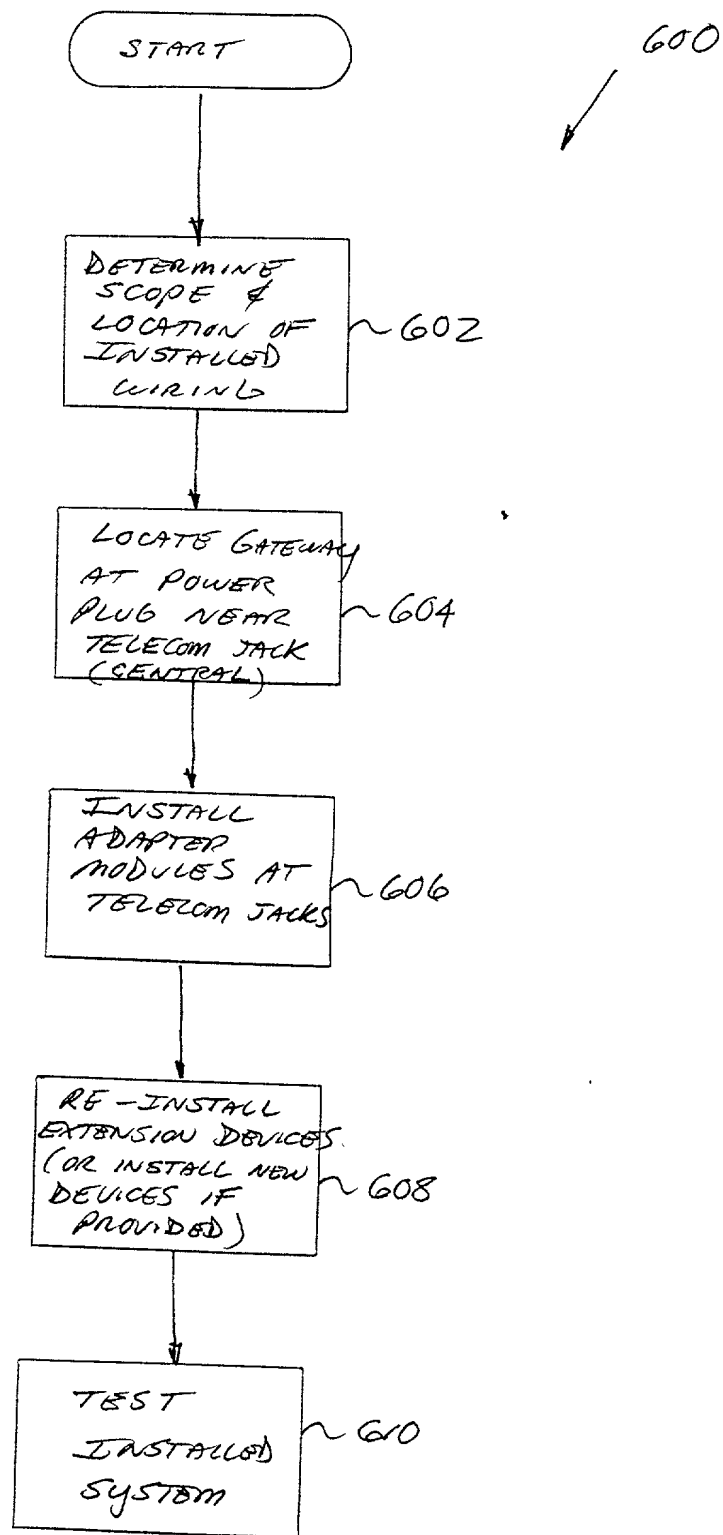 START
600
DETERMINE
SCOPE &
LOCATION OF
INSTALLED
WIRING
602
LOCATE GATEWAY
AT POWER
PLUG NEAR
TELECOM JACK
(CENTRAL)
604
INSTALL
ADAPTER
MODULES AT
TELECOM JACKS
606
RE-INSTALL
EXTENSION DEVICES.
(OR INSTALL NEW
DEVICES IF
PROVIDED)
608
TEST
INSTALLED
SYSTEM
610